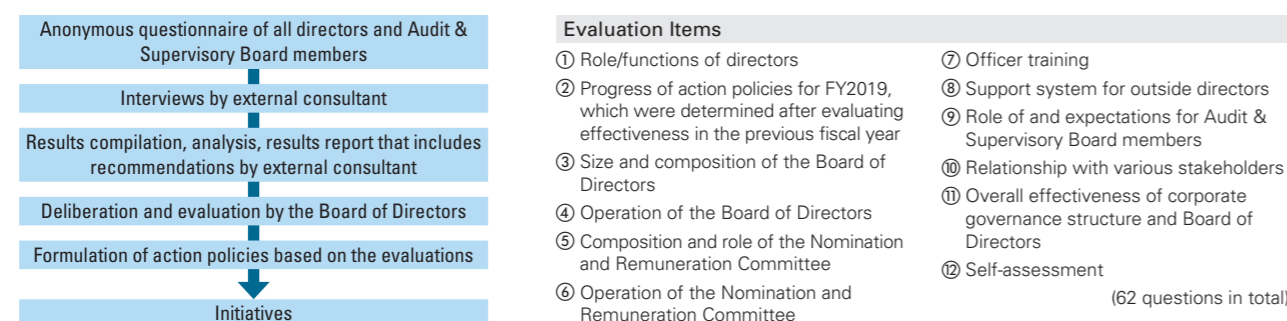 Anonymous questionnaire of all directors and Audit &
Supervisory Board members
Interviews by external consultant
Results compilation, analysis, results report that includes
recommendations by external consultant
Deliberation and evaluation by the Board of Directors
Formulation of action policies based on the evaluations
Initiatives
Evaluation Items
① Role/functions of directors
② Progress of action policies for FY2019,
which were determined after evaluating
effectiveness in the previous fiscal year
③ Size and composition of the Board of
Directors
④ Operation of the Board of Directors
⑤ Composition and role of the Nomination
and Remuneration Committee
⑥ Operation of the Nomination and
Remuneration Committee
⑦ Officer training
⑧ Support system for outside directors
⑨ Role of and expectations for Audit &
Supervisory Board members
⑩ Relationship with various stakeholders
⑪ Overall effectiveness of corporate
governance structure and Board of
Directors
⑫ Self-assessment
(62 questions in total)